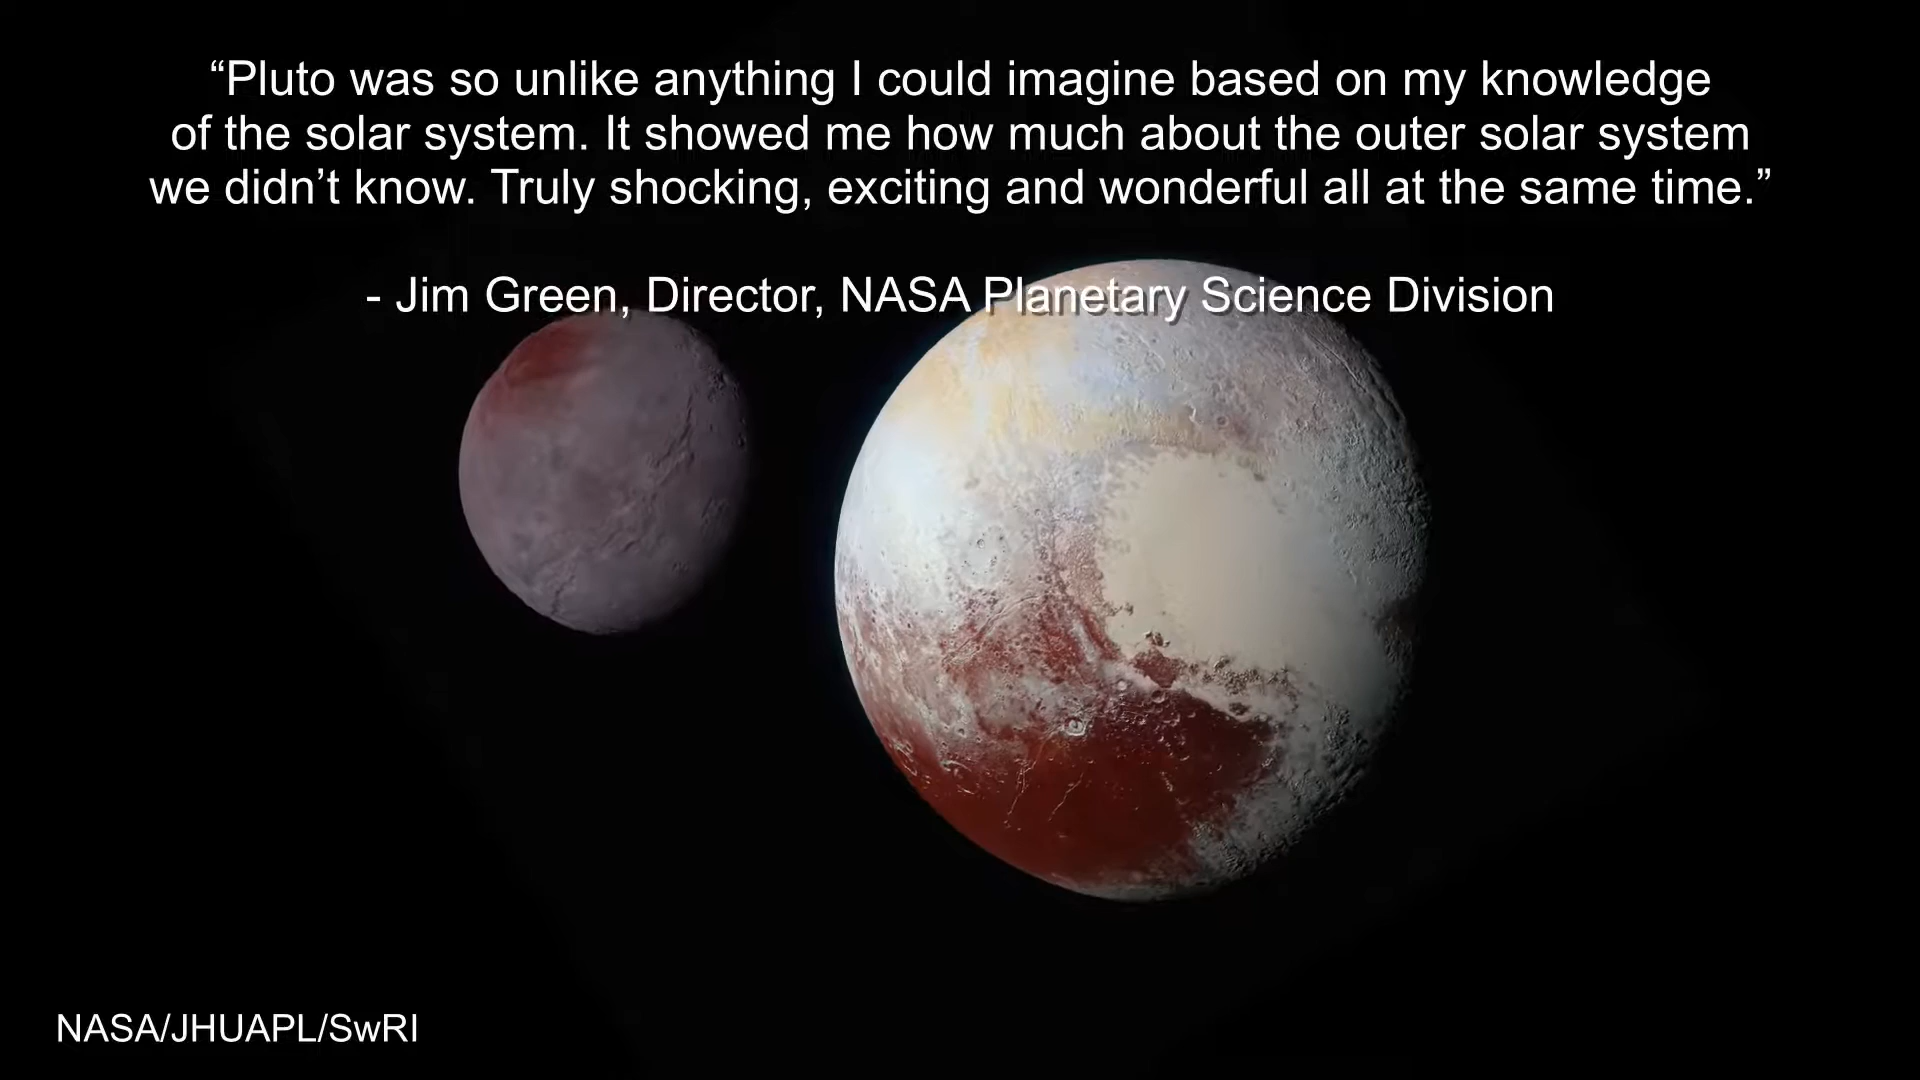 “Pluto was so unlike anything I could imagine based on my knowledge
of the solar system. It showed me how much about the outer solar system
we didn’t know. Truly shocking, exciting and wonderful all at the same time.”
- Jim Green, Director, NASA Planetary Science Division
NASA/JHUAPL/SwRI